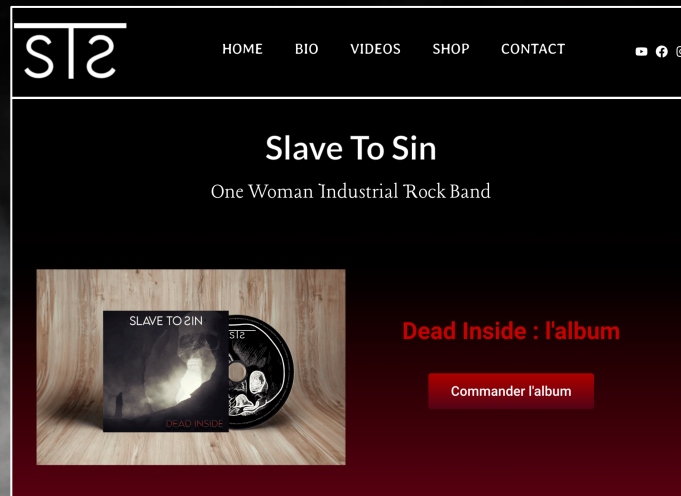 STS
HOME BIO VIDEOS SHOP CONTACT
Slave To Sin
One Woman Industrial Rock Band
SLAVE TO SIN
STS
DEAD INSIDE
Dead Inside : l'album
Commander l'album